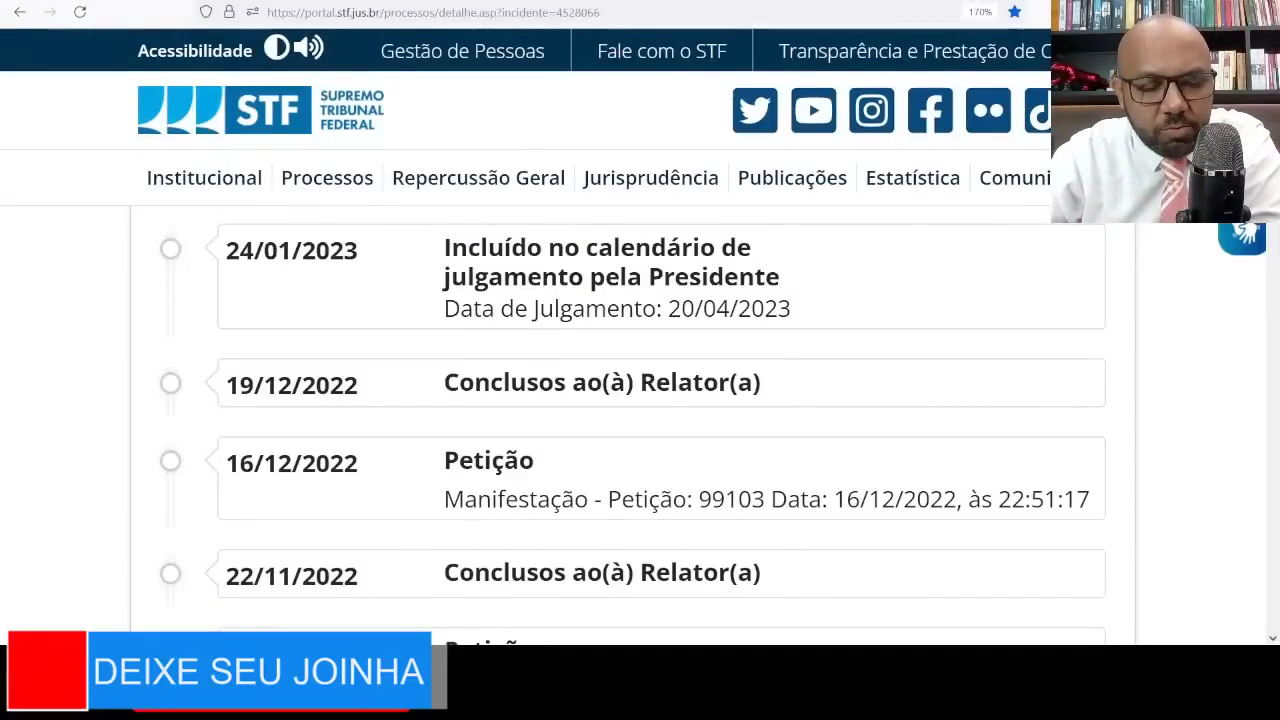 https://portal.stf.jus.br/processos/detalhe.asp?incidente=4528066
170%
Acessibilidade
Gestão de Pessoas
Fale com o STF
Transparência e Prestação de C
STF
SUPREMO
TRIBUNAL
FEDERAL
Institucional
Processos
Repercussão Geral
Jurisprudência
Publicações
Estatística
Comuni
24/01/2023
Incluído no calendário de
julgamento pela Presidente
Data de Julgamento: 20/04/2023
19/12/2022
Conclusos ao(à) Relator(a)
16/12/2022
Petição
Manifestação - Petição: 99103 Data: 16/12/2022, às 22:51:17
22/11/2022
Conclusos ao(à) Relator(a)
DEIXE SEU JOINHA